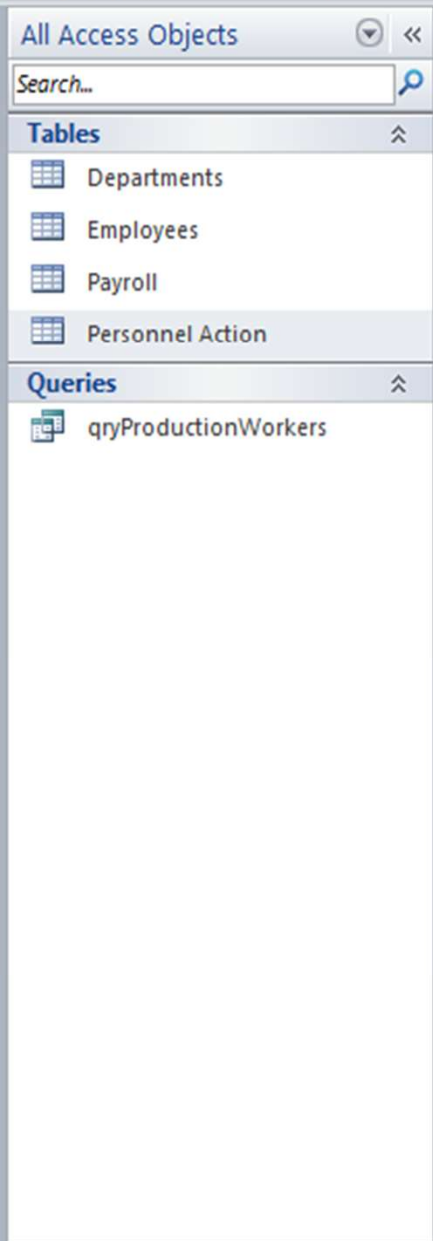 All Access Objects
Search...
Tables
Departments
Employees
Payroll
Personnel Action
Queries
qryProductionWorkers